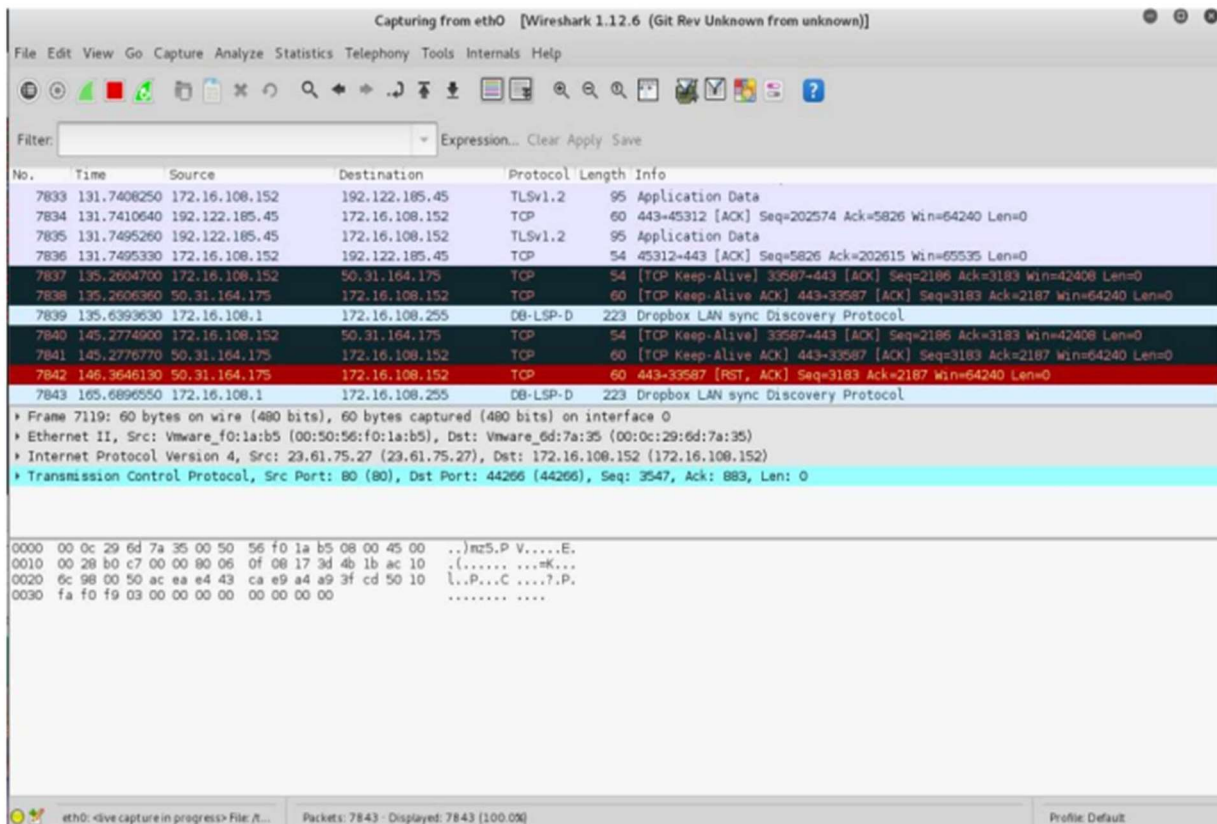 Capturing from eth0 [Wireshark 1.12.6 (Git Rev Unknown from unknown)]
File Edit View Go Capture Analyze Statistics Telephony Tools Internals Help
Filter: Expression... Clear Apply Save
No. Time Source Destination Protocol Length Info
7833 131.7408250 172.16.108.152 192.122.185.45 TLSv1.2 95 Application Data
7834 131.7410640 192.122.185.45 172.16.108.152 TCP 60 443→45312 [ACK] Seq=202574 Ack=5826 Win=64240 Len=0
7835 131.7495260 192.122.185.45 172.16.108.152 TLSv1.2 95 Application Data
7836 131.7495330 172.16.108.152 192.122.185.45 TCP 54 45312→443 [ACK] Seq=5826 Ack=202615 Win=65535 Len=0
7837 135.2604700 172.16.108.152 50.31.164.175 TCP 54 [TCP Keep-Alive] 33587→443 [ACK] Seq=2186 Ack=3183 Win=42408 Len=0
7838 135.2606360 50.31.164.175 172.16.108.152 TCP 60 [TCP Keep-Alive ACK] 443→33587 [ACK] Seq=3183 Ack=2187 Win=64240 Len=0
7839 135.6393630 172.16.108.1 172.16.108.255 DB-LSP-D 223 Dropbox LAN sync Discovery Protocol
7840 145.2774900 172.16.108.152 50.31.164.175 TCP 54 [TCP Keep-Alive] 33587→443 [ACK] Seq=2186 Ack=3183 Win=42408 Len=0
7841 145.2776770 50.31.164.175 172.16.108.152 TCP 60 [TCP Keep-Alive ACK] 443→33587 [ACK] Seq=3183 Ack=2187 Win=64240 Len=0
7842 146.3646130 50.31.164.175 172.16.108.152 TCP 60 443→33587 [RST, ACK] Seq=3183 Ack=2187 Win=64240 Len=0
7843 165.6896550 172.16.108.1 172.16.108.255 DB-LSP-D 223 Dropbox LAN sync Discovery Protocol
Frame 7119: 60 bytes on wire (480 bits), 60 bytes captured (480 bits) on interface 0
Ethernet II, Src: Vmware_f0:1a:b5 (00:50:56:f0:1a:b5), Dst: Vmware_6d:7a:35 (00:0c:29:6d:7a:35)
Internet Protocol Version 4, Src: 23.61.75.27 (23.61.75.27), Dst: 172.16.108.152 (172.16.108.152)
Transmission Control Protocol, Src Port: 80 (80), Dst Port: 44266 (44266), Seq: 3547, Ack: 883, Len: 0
0000 00 0c 29 6d 7a 35 00 50 56 f0 1a b5 08 00 45 00 ..)mz5.P V.....E.
0010 00 28 b0 c7 00 00 80 06 0f 08 17 3d 4b 1b ac 10 .(...... ...=K...
0020 6c 98 00 50 ac ea e4 43 ca e9 a4 a9 3f cd 50 10 l..P...C ....?.P.
0030 fa f0 f9 03 00 00 00 00 00 00 00 00 ........ ....
eth0: <live capture in progress> File: /t... Packets: 7843 · Displayed: 7843 (100.0%) Profile: Default